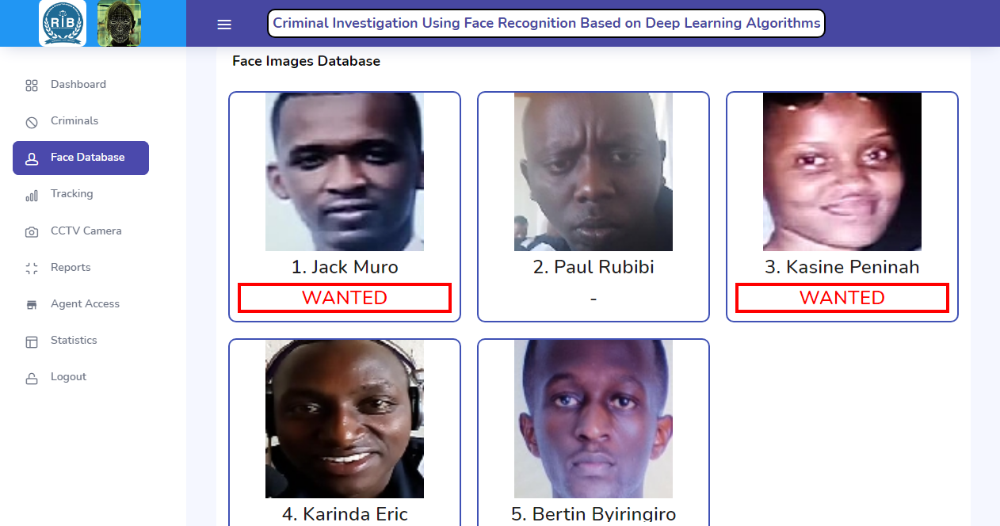 RIB
Criminal Investigation Using Face Recognition Based on Deep Learning Algorithms
Dashboard
Criminals
Face Database
Tracking
CCTV Camera
Reports
Agent Access
Statistics
Logout
Face Images Database
1. Jack Muro
WANTED
2. Paul Rubibi
-
3. Kasine Peninah
WANTED
4. Karinda Eric
5. Bertin Byiringiro